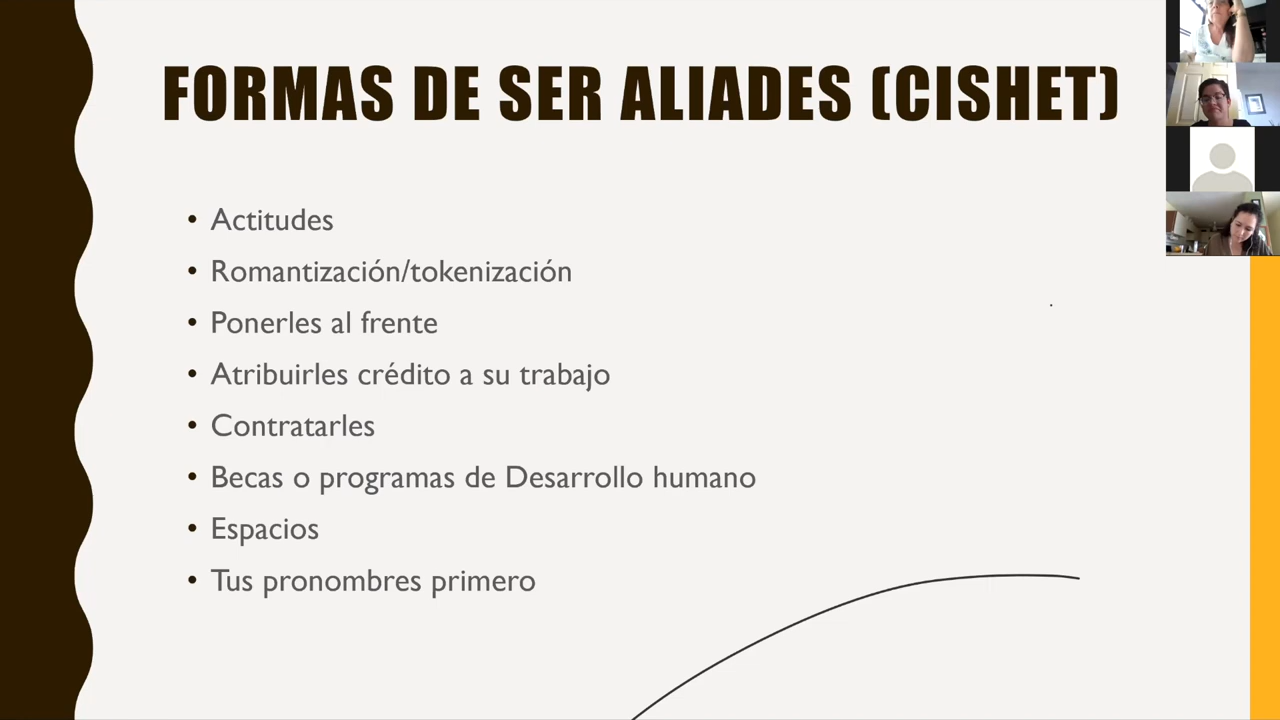 FORMAS DE SER ALIADES (CISHET)
• Actitudes
• Romantización/tokenización
• Ponerles al frente
• Atribuirles crédito a su trabajo
• Contratarles
• Becas o programas de Desarrollo humano
• Espacios
• Tus pronombres primero